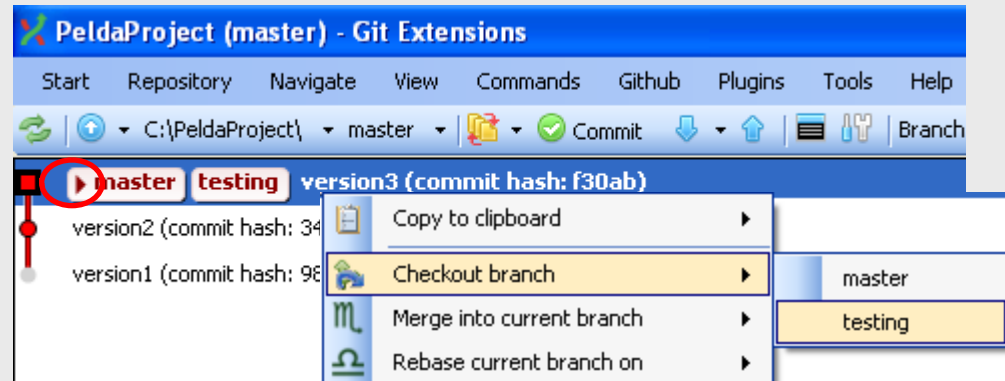 PeldaProject (master) - Git Extensions
Start Repository Navigate View Commands Github Plugins Tools Help
C:\PeldaProject\ master Commit Branch
master testing version3 (commit hash: f30ab)
version2 (commit hash: 34
version1 (commit hash: 98
Copy to clipboard
Checkout branch
Merge into current branch
Rebase current branch on
master
testing